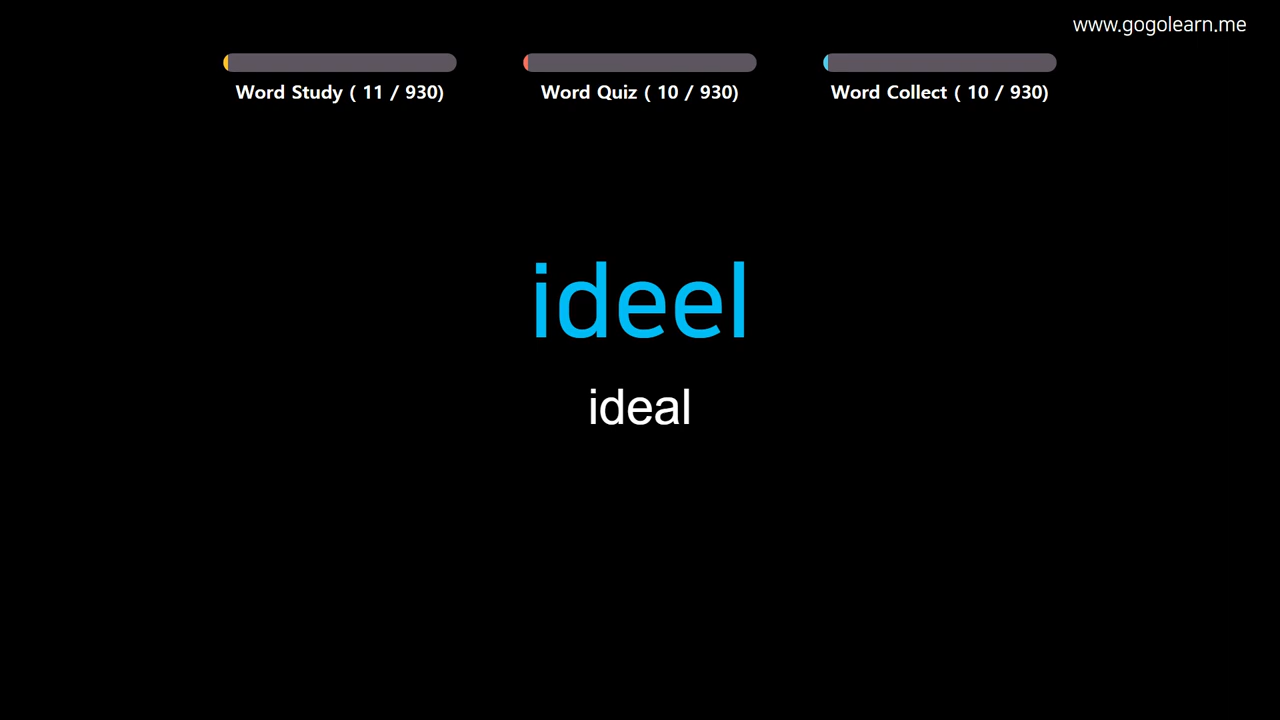 www.gogolearn.me
Word Study ( 11 / 930)
Word Quiz ( 10 / 930)
Word Collect ( 10 / 930)
ideel
ideal